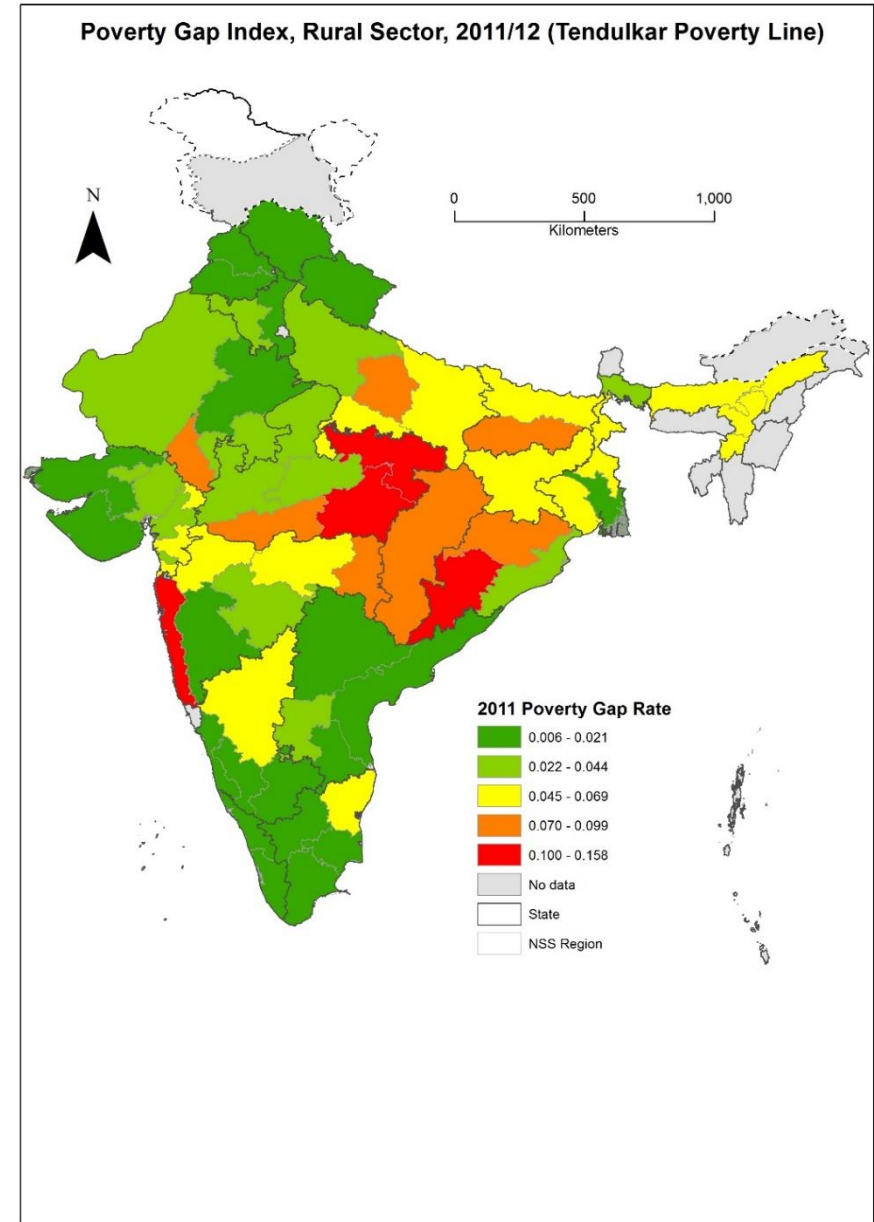 Poverty Gap Index, Rural Sector, 2011/12 (Tendulkar Poverty Line)
N
0 500 1,000
Kilometers
2011 Poverty Gap Rate
0.006 - 0.021
0.022 - 0.044
0.045 - 0.069
0.070 - 0.099
0.100 - 0.158
No data
State
NSS Region